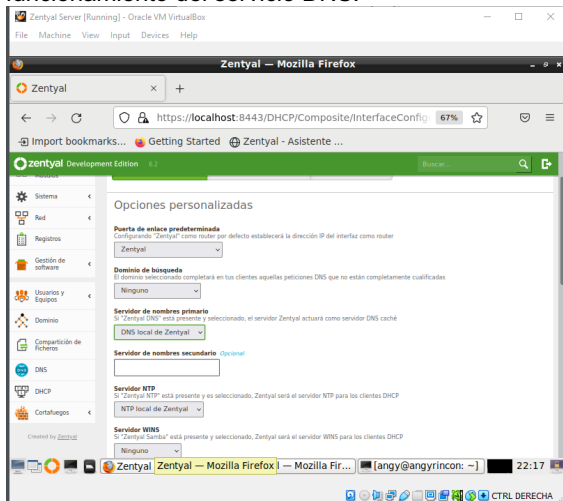 funcionamiento del servicio DNS.
Zentyal Server [Running] - Oracle VM VirtualBox
File Machine View Input Devices Help
Zentyal — Mozilla Firefox
Zentyal
https://localhost:8443/DHCP/Composite/InterfaceConfig 67%
Import bookmarks... Getting Started Zentyal - Asistente ...
zentyal Development Edition 6.2 Buscar...
Módulos
Sistema
Red
Registros
Gestión de software
Usuarios y Equipos
Dominio
Compartición de Ficheros
DNS
DHCP
Cortafuegos
Created by Zentyal
Opciones personalizadas
Puerta de enlace predeterminada
Configurando "Zentyal" como router por defecto establecerá la dirección IP del interfaz como router
Zentyal
Dominio de búsqueda
El dominio seleccionado completará en tus clientes aquellas peticiones DNS que no están completamente cualificadas
Ninguno
Servidor de nombres primario
Si "Zentyal DNS" está presente y seleccionado, el servidor Zentyal actuará como servidor DNS caché
DNS local de Zentyal
Servidor de nombres secundario Opcional
Servidor NTP
Si "Zentyal NTP" está presente y es seleccionado, Zentyal será el servidor NTP para los clientes DHCP
NTP local de Zentyal
Servidor WINS
Si "Zentyal Samba" está presente y seleccionado, Zentyal será el servidor WINS para los clientes DHCP
Ninguno
Zentyal Zentyal — Mozilla Firefox — Mozilla Fir... [angy@angyrincon: ~] 22:17
CTRL DERECHA